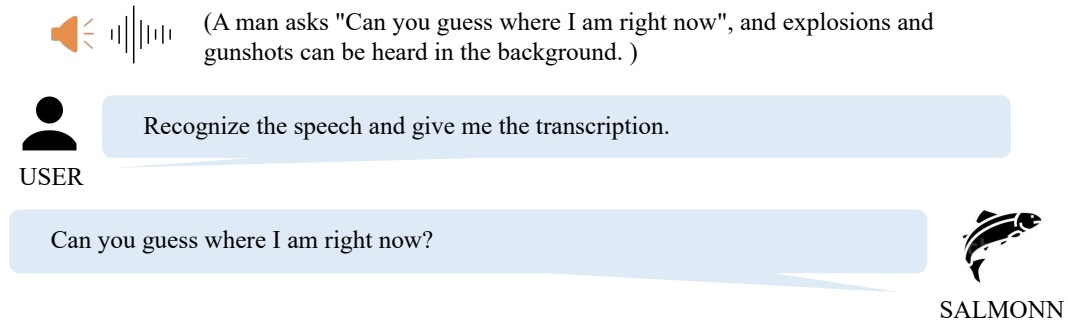 (A man asks "Can you guess where I am right now", and explosions and
gunshots can be heard in the background. )
Recognize the speech and give me the transcription.
USER
Can you guess where I am right now?
SALMONN